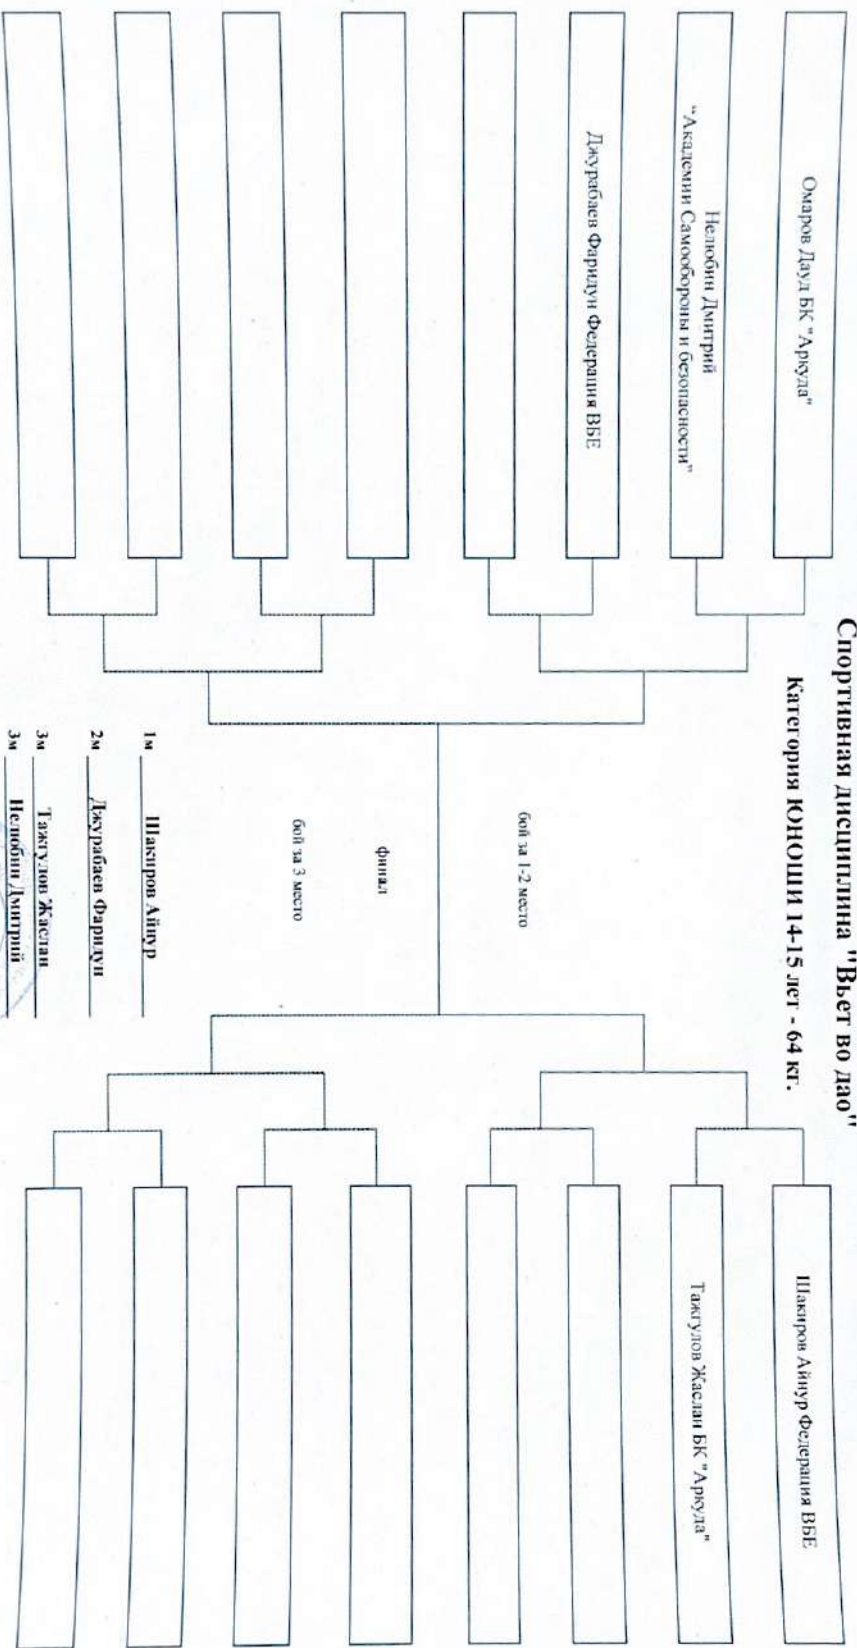 Спортивная дисциплина "Вьет во дао"
Категория ЮНОШИ 14-15 лет - 64 кг.
Омаров Дауд БК "Аркуда"
Нелюбин Дмитрий
"Академии Самообороны и безопасности"
Джурабаев Фаридун Федерация ВБЕ
Шакиров Айнур Федерация ВБЕ
Тажгулов Жаслан БК "Аркуда"
бой за 1-2 место
финал
бой за 3 место
1м Шакиров Айнур
2м Джурабаев Фаридун
3м Тажгулов Жаслан
3м Нелюбин Дмитрий